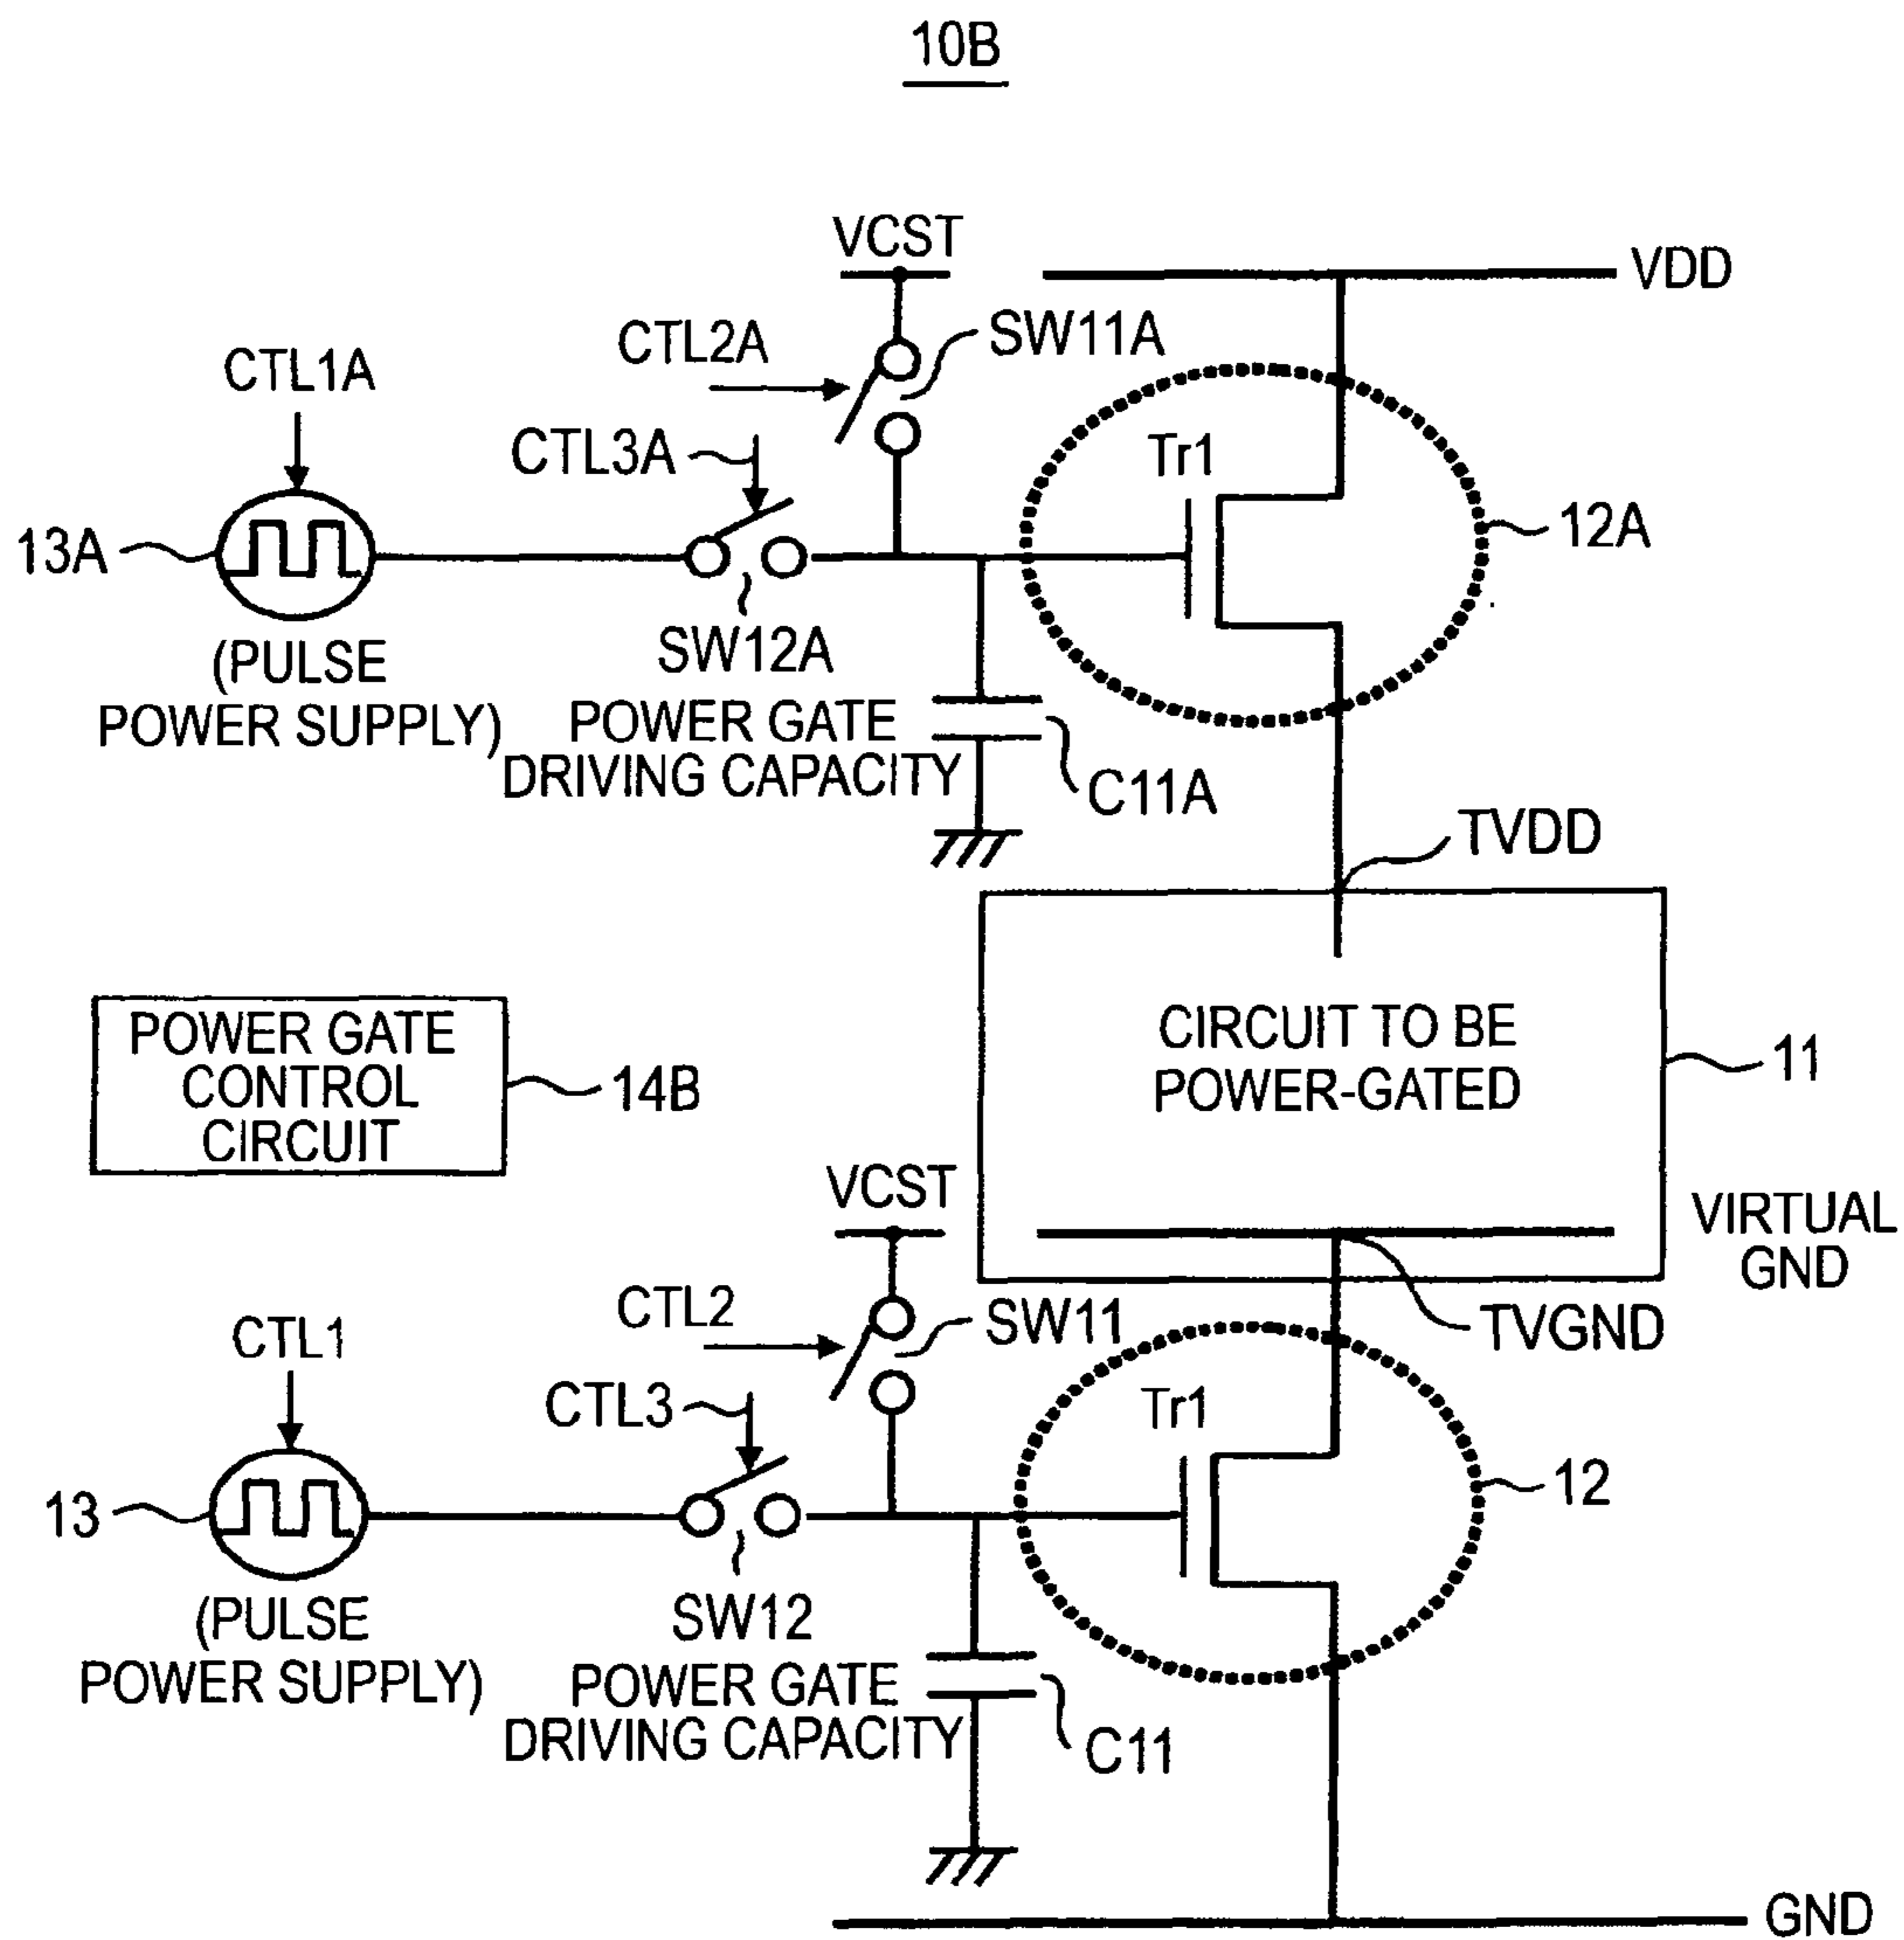 10B
VCST
VDD
CTL2A
SW11A
CTL1A
CTL3A
Tr1
13A
12A
(PULSE
POWER SUPPLY)
SW12A
POWER GATE
DRIVING CAPACITY
C11A
TVDD
CIRCUIT TO BE
POWER-GATED
11
POWER GATE
CONTROL
CIRCUIT
14B
VCST
VIRTUAL
GND
CTL2
SW11
TVGND
CTL1
CTL3
Tr1
13
12
(PULSE
POWER SUPPLY)
SW12
POWER GATE
DRIVING CAPACITY
C11
GND